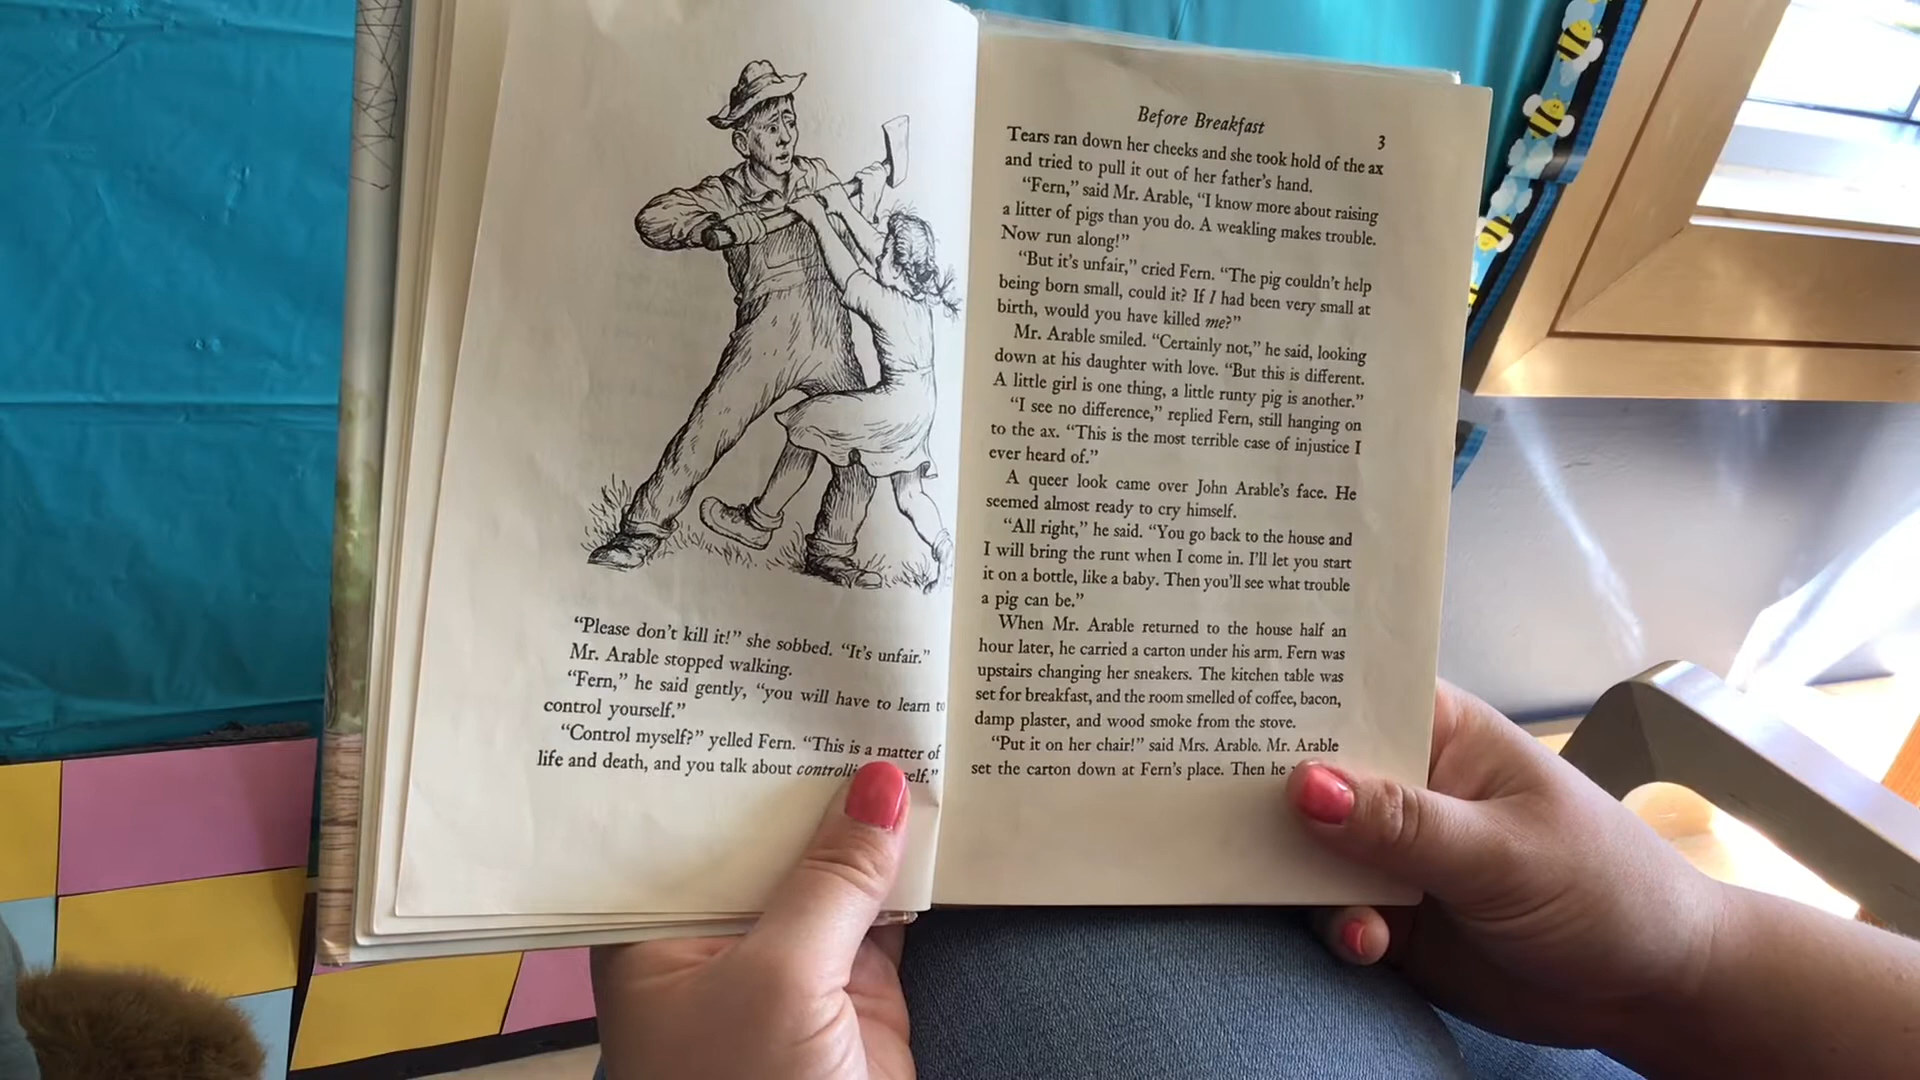 “Please don’t kill it!” she sobbed. “It’s unfair.”
Mr. Arable stopped walking.
“Fern,” he said gently, “you will have to learn to
control yourself.”
“Control myself?” yelled Fern. “This is a matter of
life and death, and you talk about
Before Breakfast
3
Tears ran down her cheeks and she took hold of the ax
and tried to pull it out of her father’s hand.
“Fern,” said Mr. Arable, “I know more about raising
a litter of pigs than you do. A weakling makes trouble.
Now run along!”
“But it’s unfair,” cried Fern. “The pig couldn’t help
being born small, could it? If I had been very small at
birth, would you have killed me?”
Mr. Arable smiled. “Certainly not,” he said, looking
down at his daughter with love. “But this is different.
A little girl is one thing, a little runty pig is another.”
“I see no difference,” replied Fern, still hanging on
to the ax. “This is the most terrible case of injustice I
ever heard of.”
A queer look came over John Arable’s face. He
seemed almost ready to cry himself.
“All right,” he said. “You go back to the house and
I will bring the runt when I come in. I’ll let you start
it on a bottle, like a baby. Then you’ll see what trouble
a pig can be.”
When Mr. Arable returned to the house half an
hour later, he carried a carton under his arm. Fern was
upstairs changing her sneakers. The kitchen table was
set for breakfast, and the room smelled of coffee, bacon,
damp plaster, and wood smoke from the stove.
“Put it on her chair!” said Mrs. Arable. Mr. Arable
set the carton down at Fern’s place. Then he